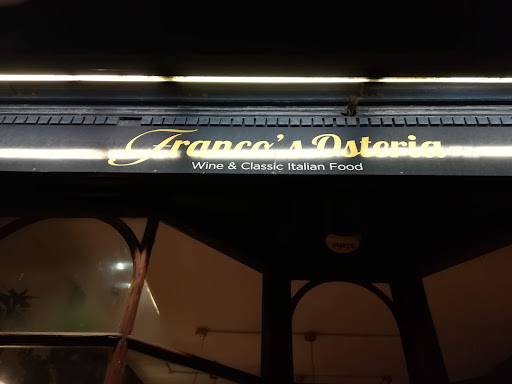 Franco's Osteria
Wine & Classic Italian Food